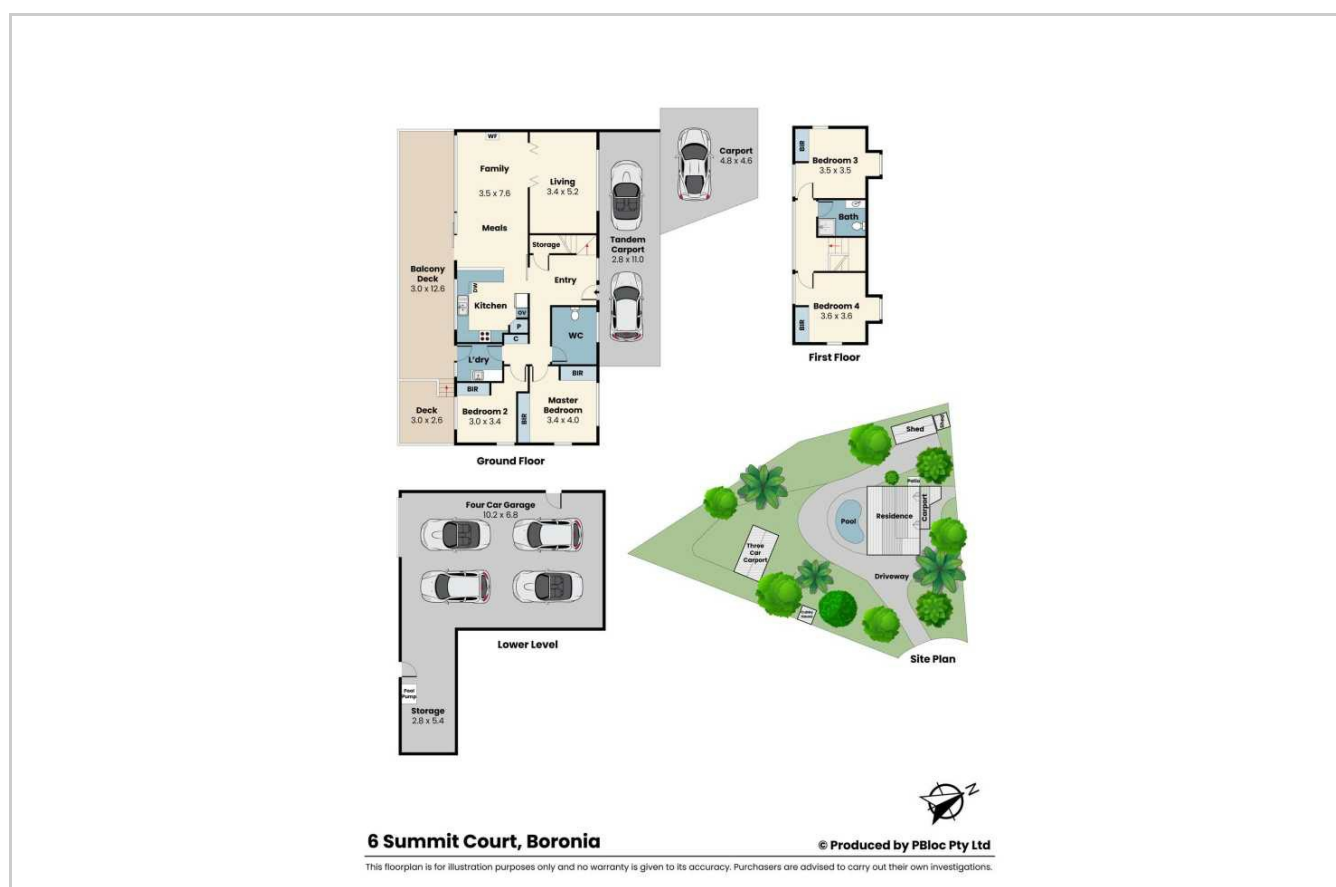 WF
Family
3.5 x 7.6
Meals
Living
3.4 x 5.2
Carport
4.8 x 4.6
Tandem
Carport
2.8 x 11.0
Storage
Entry
Balcony
Deck
3.0 x 12.6
DW
Kitchen
OV
P
C
WC
L'dry
BIR
BIR
BIR
Deck
3.0 x 2.6
Bedroom 2
3.0 x 3.4
Master
Bedroom
3.4 x 4.0
Ground Floor
BIR
Bedroom 3
3.5 x 3.5
Bath
Bedroom 4
3.6 x 3.6
BIR
First Floor
Four Car Garage
10.2 x 6.8
Lower Level
Pool
Pump
Storage
2.8 x 5.4
Shed
Patio
Carport
Residence
Pool
Three
Car
Carport
Driveway
Site Plan
N
6 Summit Court, Boronia
© Produced by PBloc Pty Ltd
This floorplan is for illustration purposes only and no warranty is given to its accuracy. Purchasers are advised to carry out their own investigations.